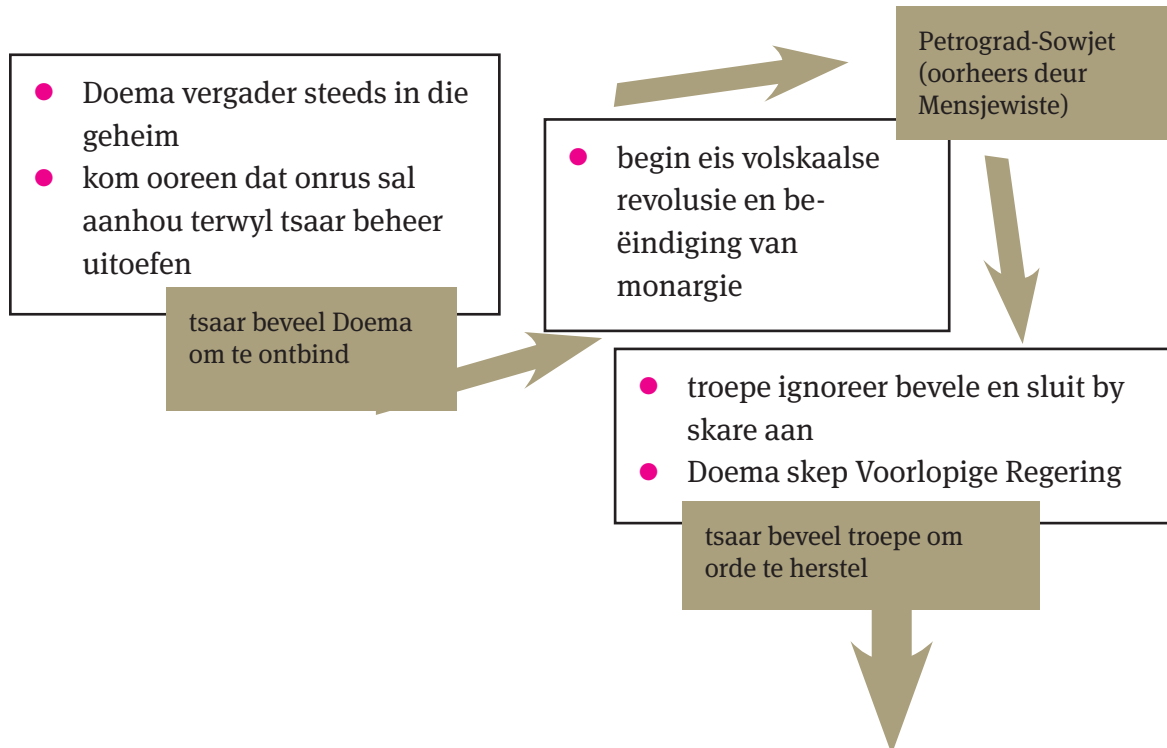 Doema vergader steeds in die
geheim
kom ooreen dat onrus sal
aanhou terwyl tsaar beheer
uitoefen
tsaar beveel Doema
om te ontbind
begin eis volskaalse
revolusie en be-
ëindiging van
monargie
Petrograd-Sowjet
(oorheers deur
Mensjewiste)
troepe ignoreer bevele en sluit by
skare aan
Doema skep Voorlopige Regering
tsaar beveel troepe om
orde te herstel